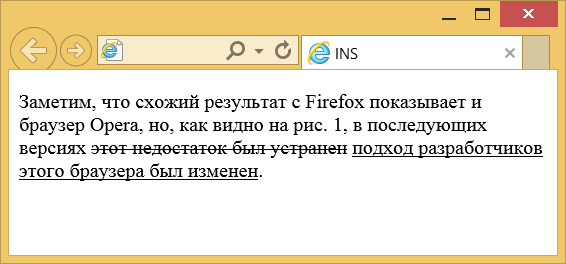 INS
Заметим, что схожий результат с Firefox показывает и
браузер Opera, но, как видно на рис. 1, в последующих
версиях этот недостаток был устранен подход разработчиков
этого браузера был изменен.